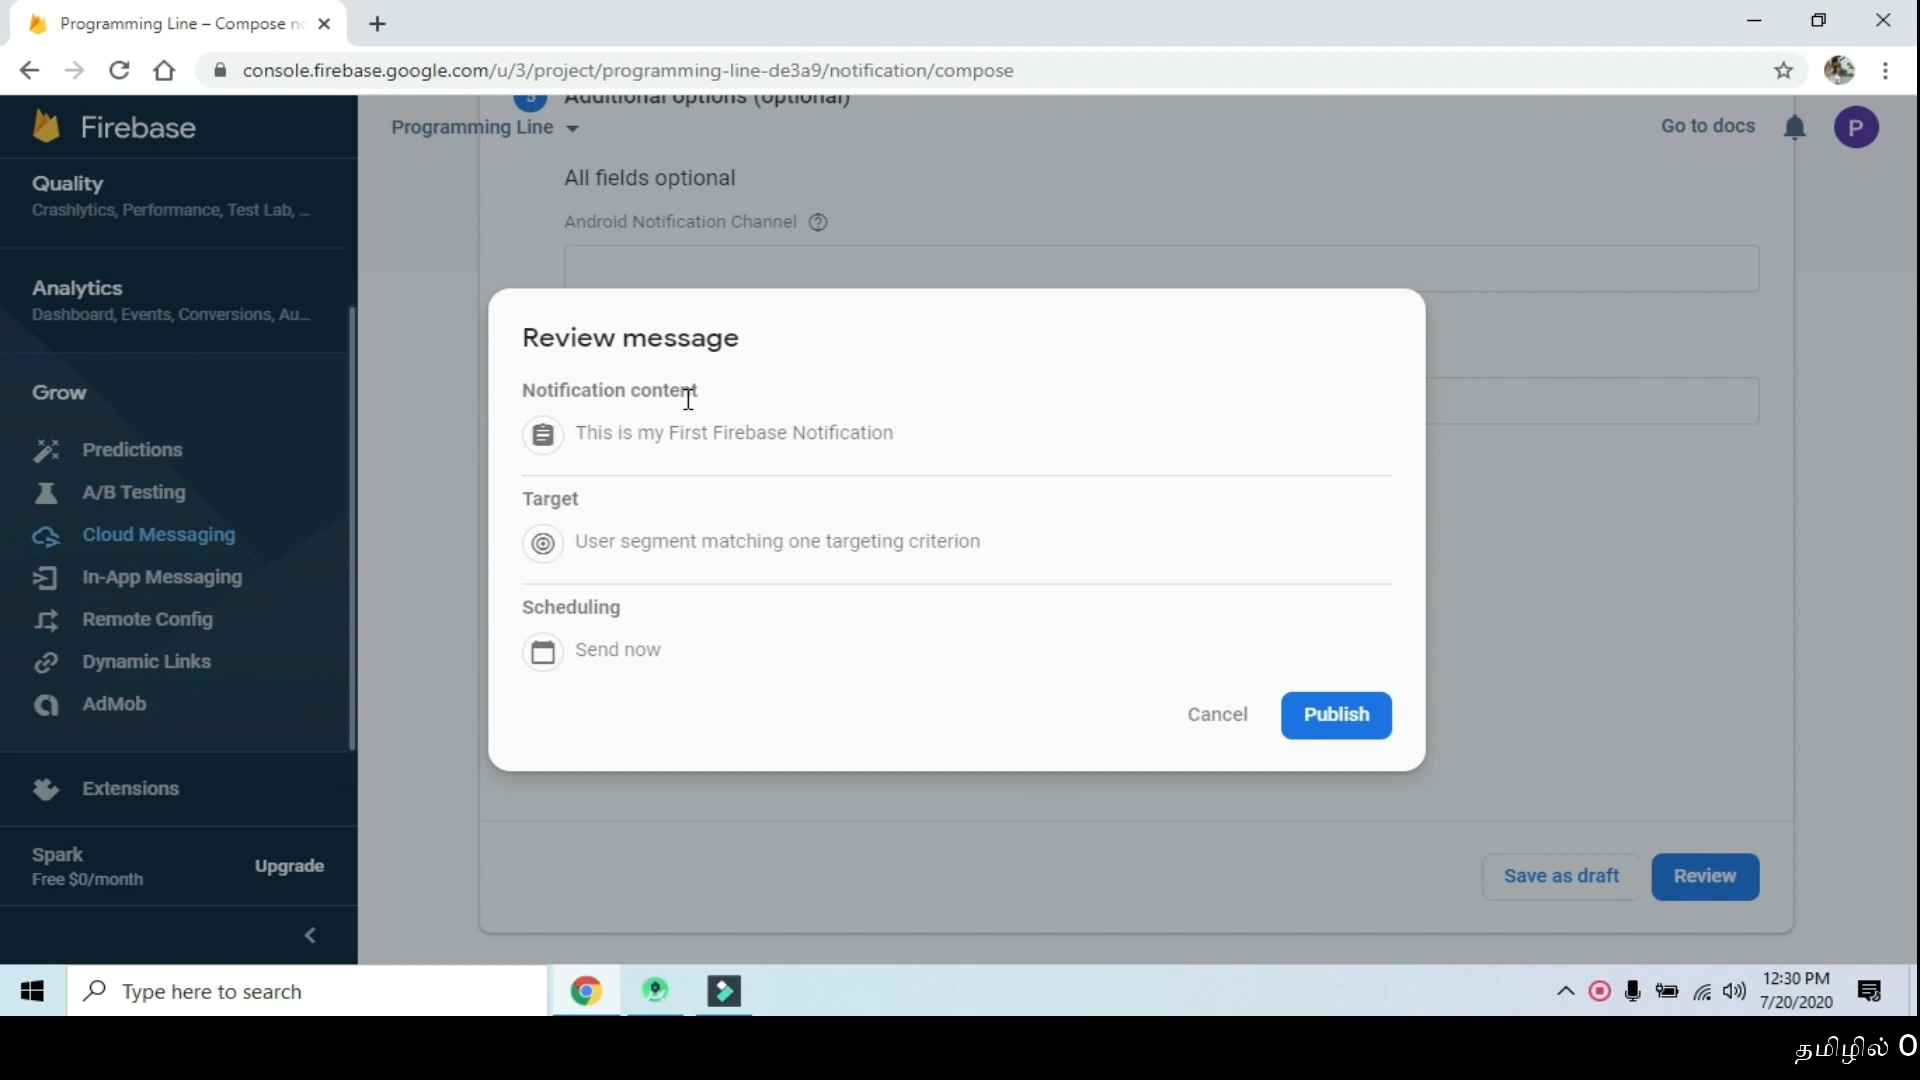 Programming Line – Compose no
console.firebase.google.com/u/3/project/programming-line-de3a9/notification/compose
Firebase
5 Additional options (optional)
Programming Line
Go to docs
P
Quality
Crashlytics, Performance, Test Lab, ...
All fields optional
Android Notification Channel
Analytics
Dashboard, Events, Conversions, Au...
Grow
Predictions
A/B Testing
Cloud Messaging
In-App Messaging
Remote Config
Dynamic Links
AdMob
Extensions
Spark
Free $0/month
Upgrade
Review message
Notification content
This is my First Firebase Notification
Target
User segment matching one targeting criterion
Scheduling
Send now
Cancel
Publish
Save as draft
Review
Type here to search
12:30 PM
7/20/2020
தமிழில் O